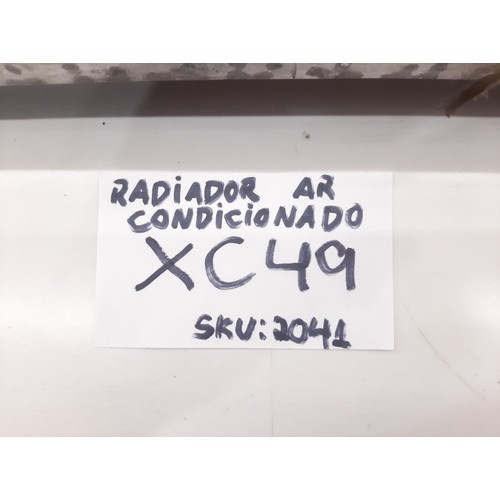 RADiADOR AR
CONDiCiONADO
XC49
SKU:2041